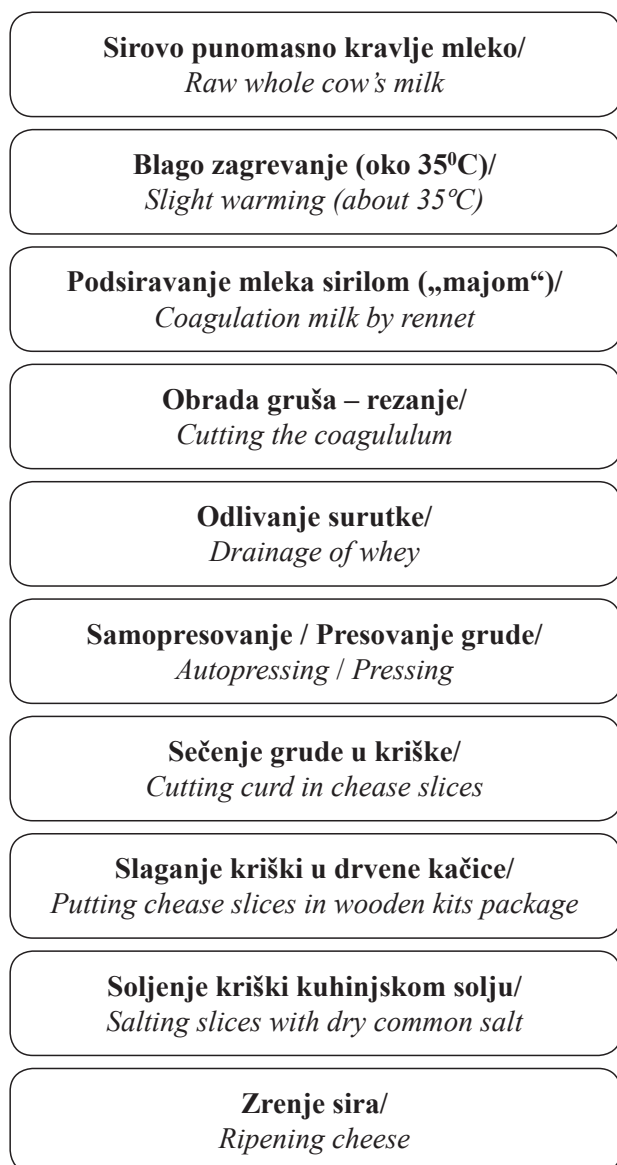 Sirovo punomasno kravlje mleko/
Raw whole cow’s milk
Blago zagrevanje (oko 35⁰C)/
Slight warming (about 35ºC)
Podsiravanje mleka sirilom („majom“)/
Coagulation milk by rennet
Obrada gruša – rezanje/
Cutting the coagululum
Odlivanje surutke/
Drainage of whey
Samopresovanje / Presovanje grude/
Autopressing / Pressing
Sečenje grude u kriške/
Cutting curd in chease slices
Slaganje kriški u drvene kačice/
Putting chease slices in wooden kits package
Soljenje kriški kuhinjskom solju/
Salting slices with dry common salt
Zrenje sira/
Ripening cheese